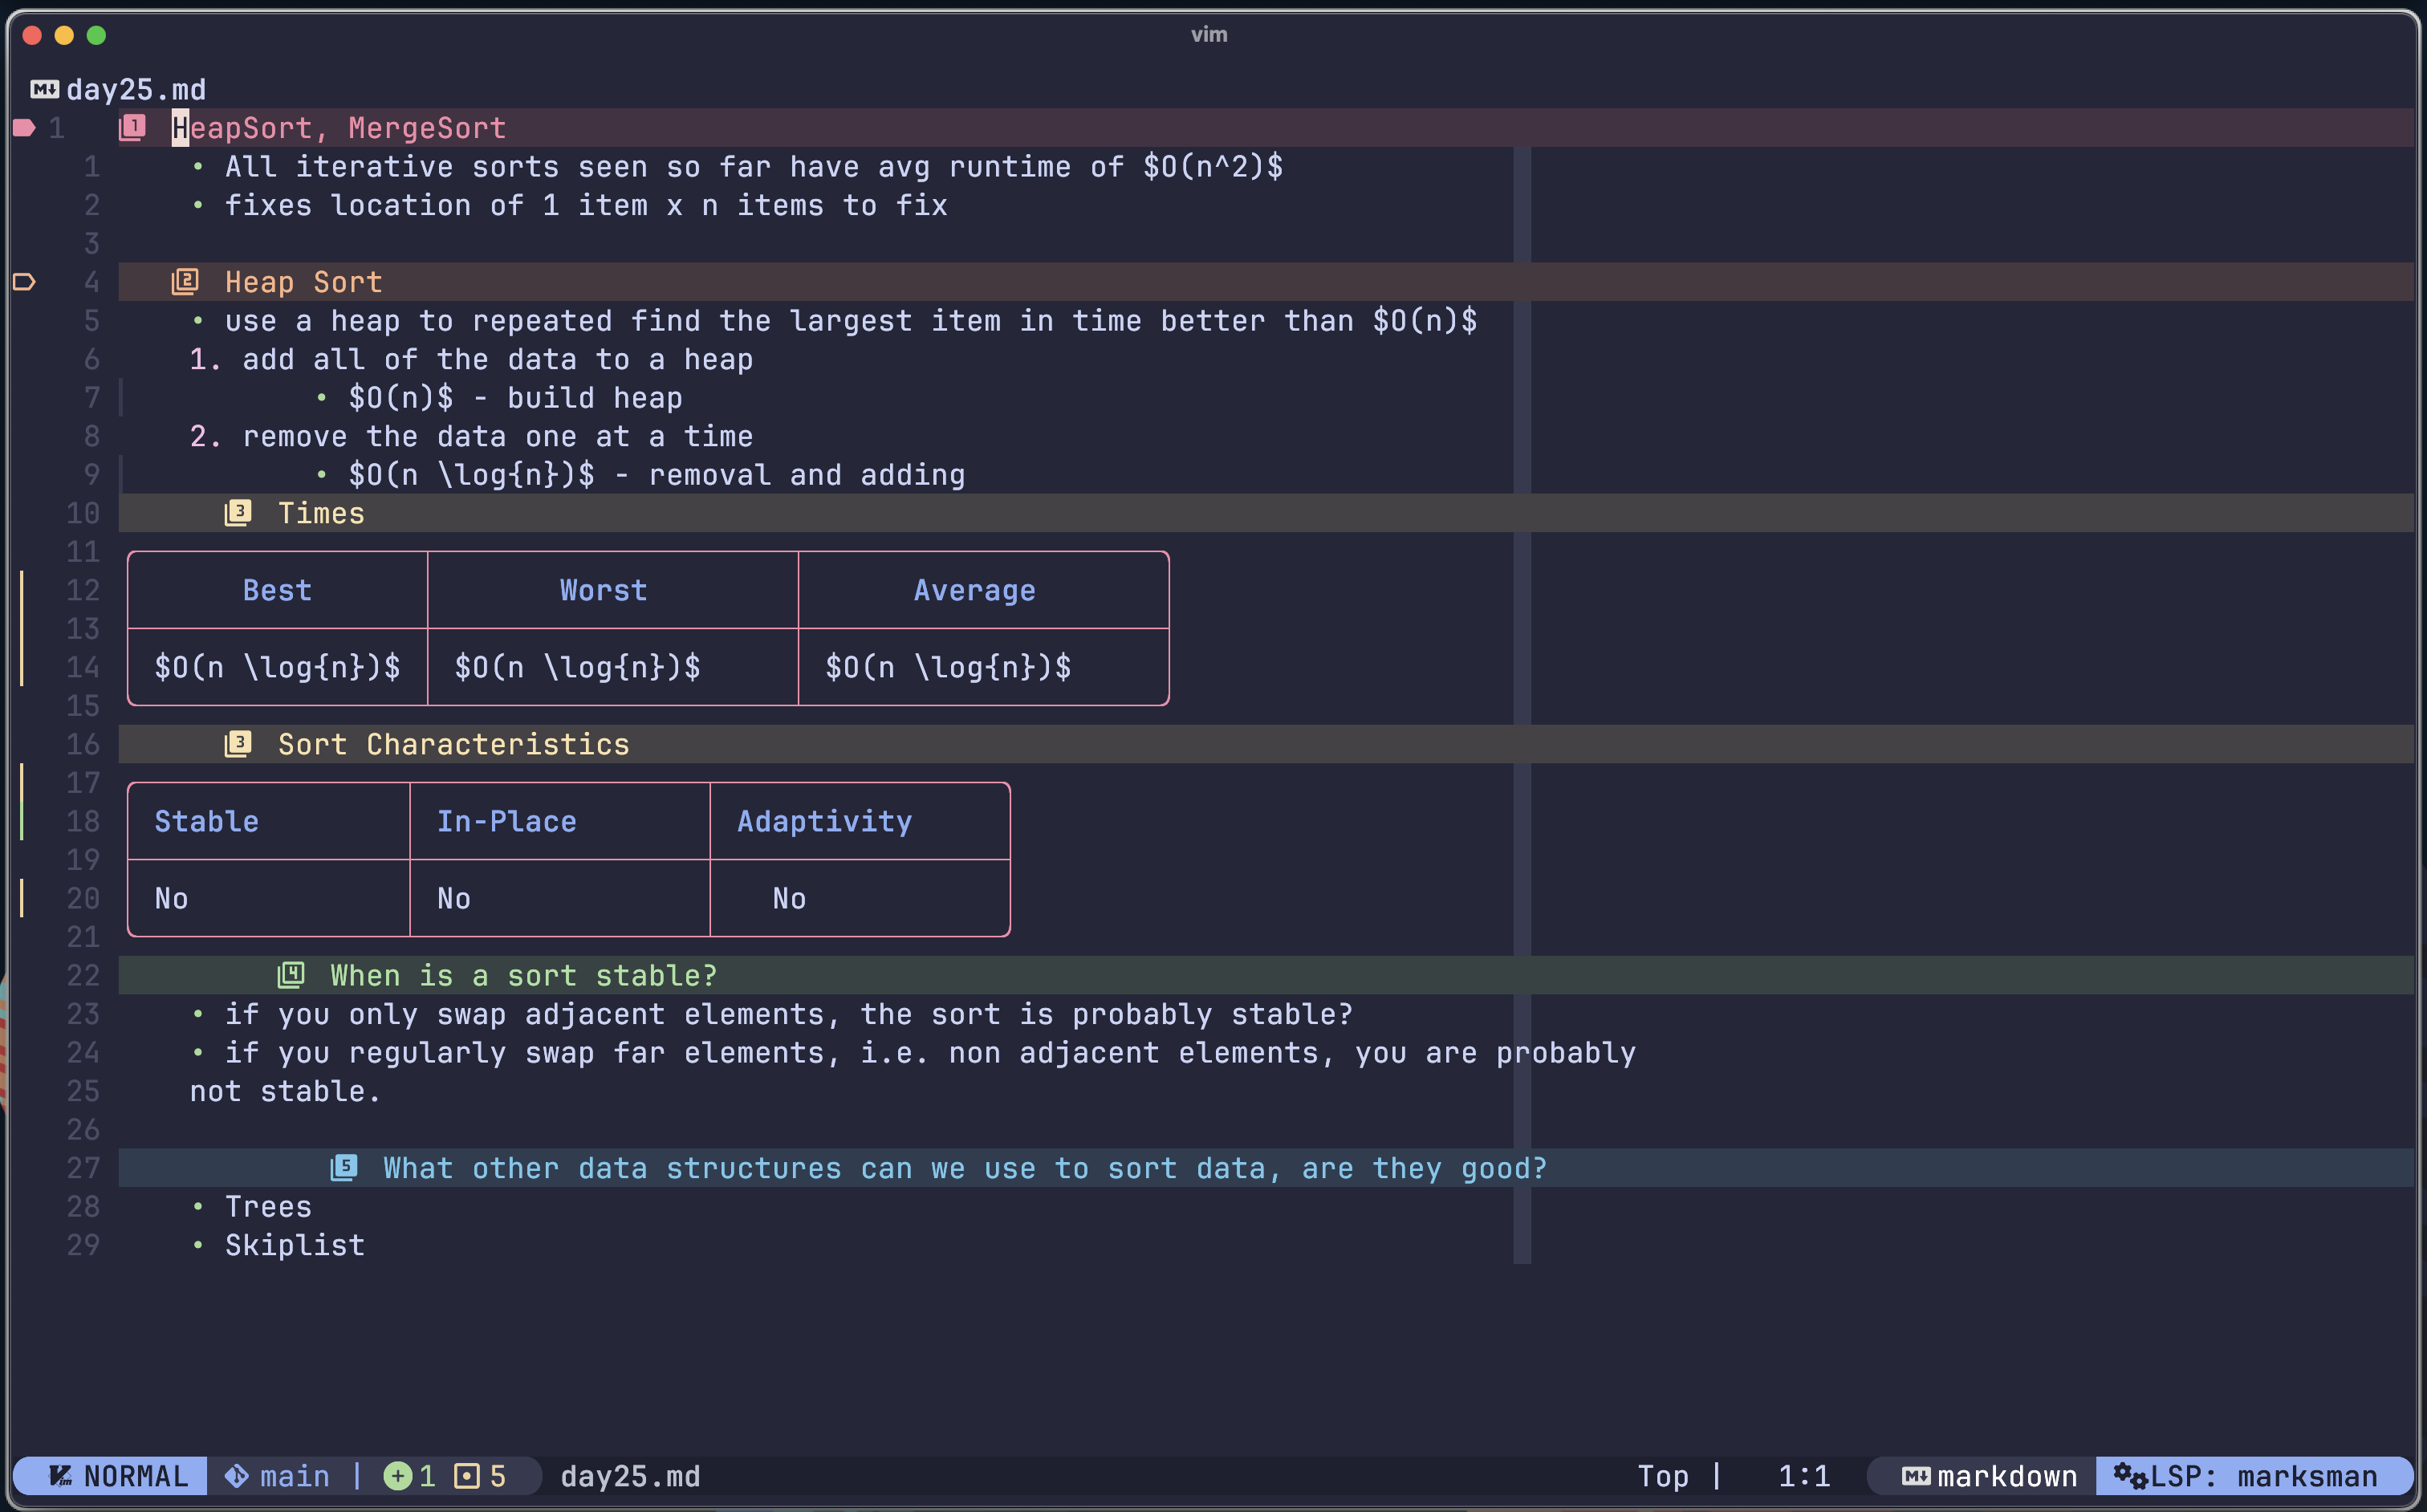 vim
day25.md
1 1 HeapSort, MergeSort
1 • All iterative sorts seen so far have avg runtime of $O(n^2)$
2 • fixes location of 1 item x n items to fix
3
4 2 Heap Sort
5 • use a heap to repeated find the largest item in time better than $O(n)$
6 1. add all of the data to a heap
7 • $O(n)$ - build heap
8 2. remove the data one at a time
9 • $O(n \log{n})$ - removal and adding
10 3 Times
11
12 Best Worst Average
13
14 $O(n \log{n})$ $O(n \log{n})$ $O(n \log{n})$
15
16 3 Sort Characteristics
17
18 Stable In-Place Adaptivity
19
20 No No No
21
22 4 When is a sort stable?
23 • if you only swap adjacent elements, the sort is probably stable?
24 • if you regularly swap far elements, i.e. non adjacent elements, you are probably
25 not stable.
26
27 5 What other data structures can we use to sort data, are they good?
28 • Trees
29 • Skiplist
NORMAL main | 1 5 day25.md Top | 1:1 markdown LSP: marksman